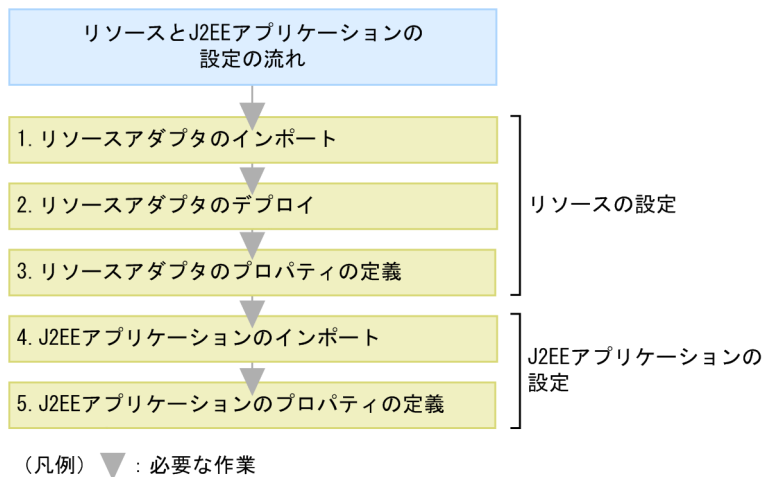 リソースとJ2EEアプリケーションの
設定の流れ
1. リソースアダプタのインポート
2. リソースアダプタのデプロイ
3. リソースアダプタのプロパティの定義
リソースの設定
4. J2EEアプリケーションのインポート
5. J2EEアプリケーションのプロパティの定義
J2EEアプリケーションの
設定
（凡例） ：必要な作業